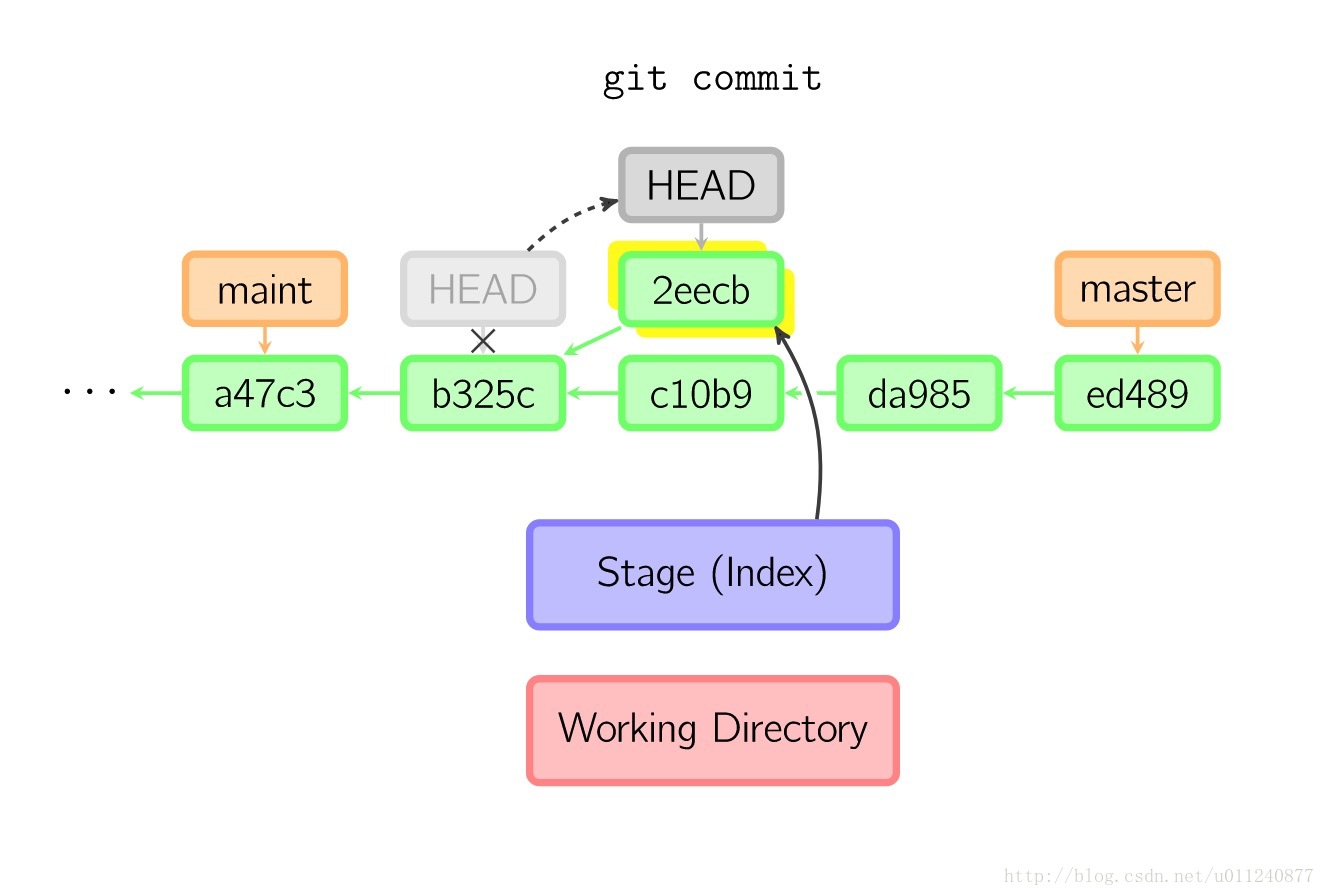 git commit
HEAD
maint
HEAD
2eecb
master
...
a47c3
b325c
c10b9
da985
ed489
Stage (Index)
Working Directory
http://blog.csdn.net/u011240877